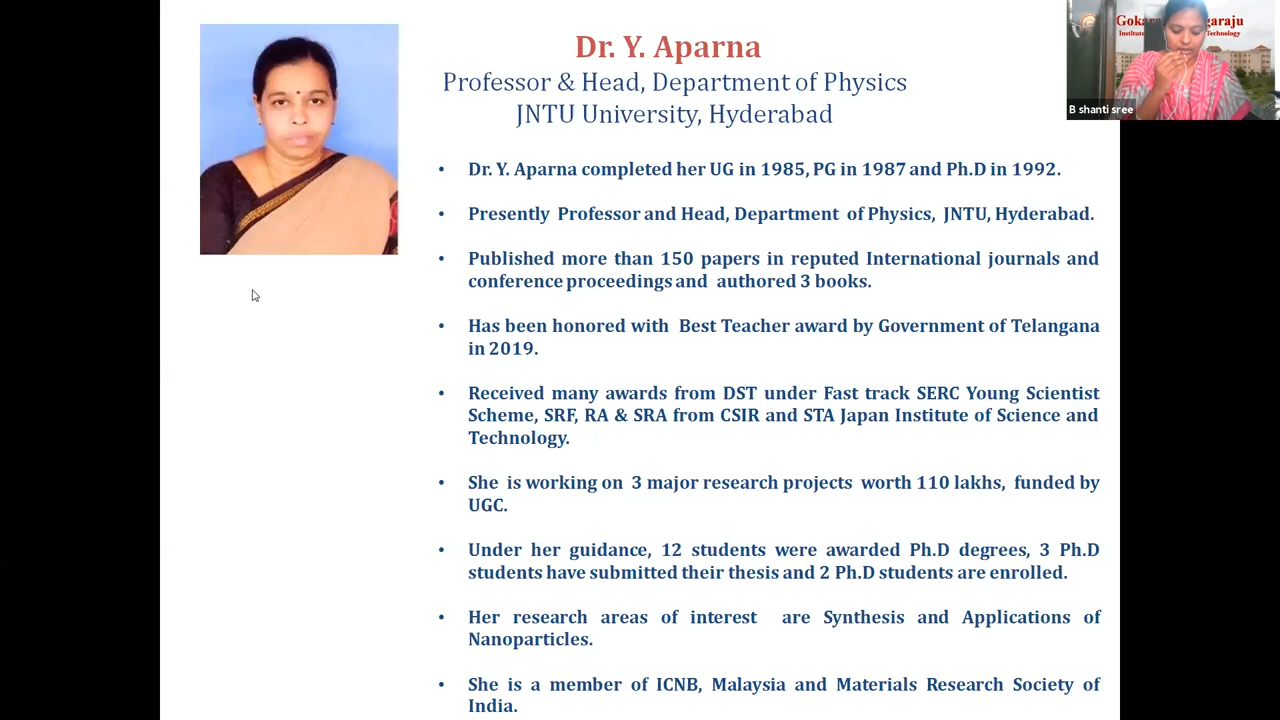 Dr. Y. Aparna
Professor & Head, Department of Physics
JNTU University, Hyderabad
• Dr. Y. Aparna completed her UG in 1985, PG in 1987 and Ph.D in 1992.
• Presently Professor and Head, Department of Physics, JNTU, Hyderabad.
• Published more than 150 papers in reputed International journals and
conference proceedings and authored 3 books.
• Has been honored with Best Teacher award by Government of Telangana
in 2019.
• Received many awards from DST under Fast track SERC Young Scientist
Scheme, SRF, RA & SRA from CSIR and STA Japan Institute of Science and
Technology.
• She is working on 3 major research projects worth 110 lakhs, funded by
UGC.
• Under her guidance, 12 students were awarded Ph.D degrees, 3 Ph.D
students have submitted their thesis and 2 Ph.D students are enrolled.
• Her research areas of interest are Synthesis and Applications of
Nanoparticles.
• She is a member of ICNB, Malaysia and Materials Research Society of
India.
Technology
B shanti sree